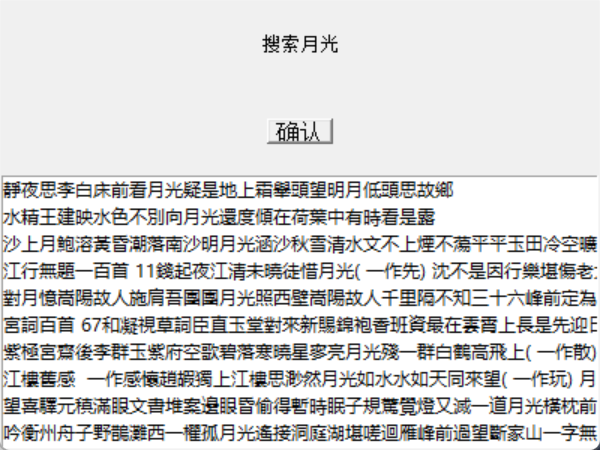 搜索月光
确认
靜夜思李白床前看月光疑是地上霜舉頭望明月低頭思故鄉
水精王建映水色不別向月光還度傾在荷葉中有時看是露
沙上月鮑溶黃昏潮落南沙明月光涵沙秋雪清水文不上煙不蕩平平玉田冷空曠
江行無題一百首 11錢起夜江清未曉徒惜月光( 一作先) 沈不是因行樂堪傷老
對月憶嵩陽故人施肩吾團團月光照西壁嵩陽故人千里隔不知三十六峰前定為
宮詞百首 67和凝視草詞臣直玉堂對來新賜錦袍香班資最在雲霄上長是先迎
紫極宮齋後李群玉紫府空歌碧落寒曉星寥亮月光殘一群白鶴高飛上( 一作散)
江樓舊感 一作感懷趙嘏獨上江樓思渺然月光如水水如天同來望( 一作玩) 月
望喜驛元稹滿眼文書堆案邊眼昏偷得暫時眠子規驚覺燈又滅一道月光橫枕前
吟衡州舟子野鵲灘西一櫂孤月光遙接洞庭湖堪嗟迴雁峰前過望斷家山一字無